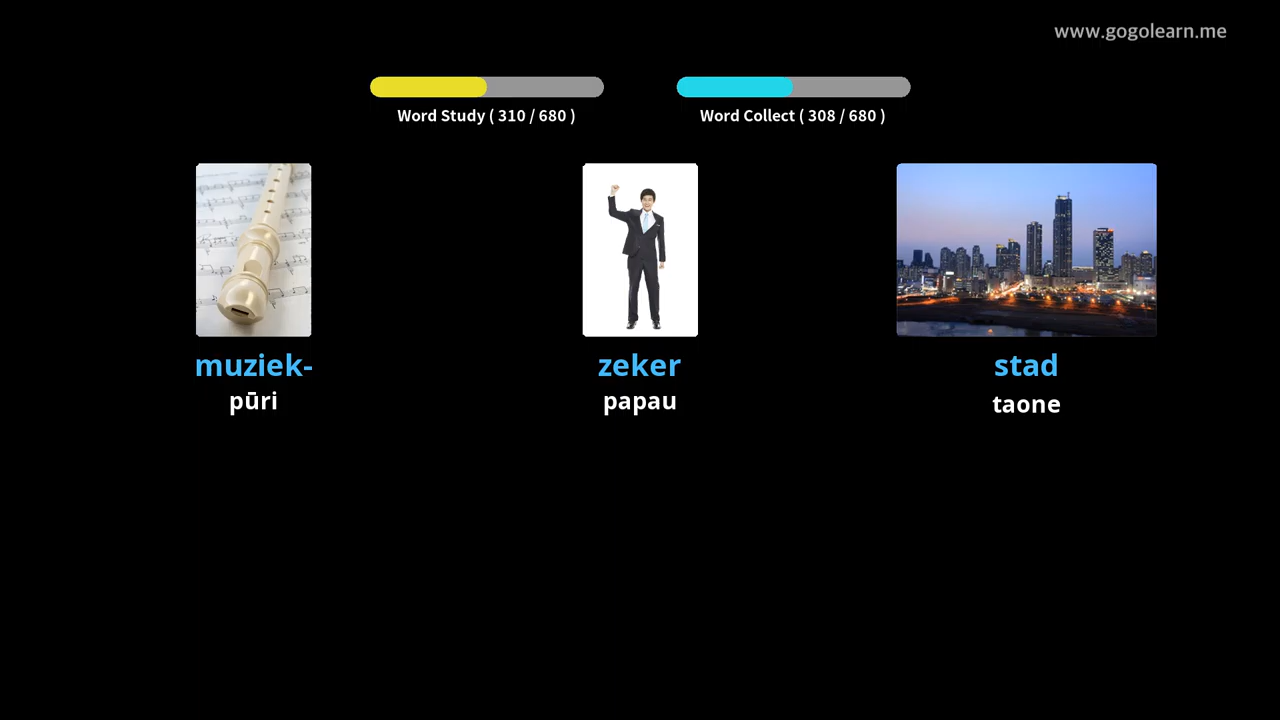 www.gogolearn.me
Word Study ( 310 / 680 )
Word Collect ( 308 / 680 )
muziek-
pūri
zeker
papau
stad
taone